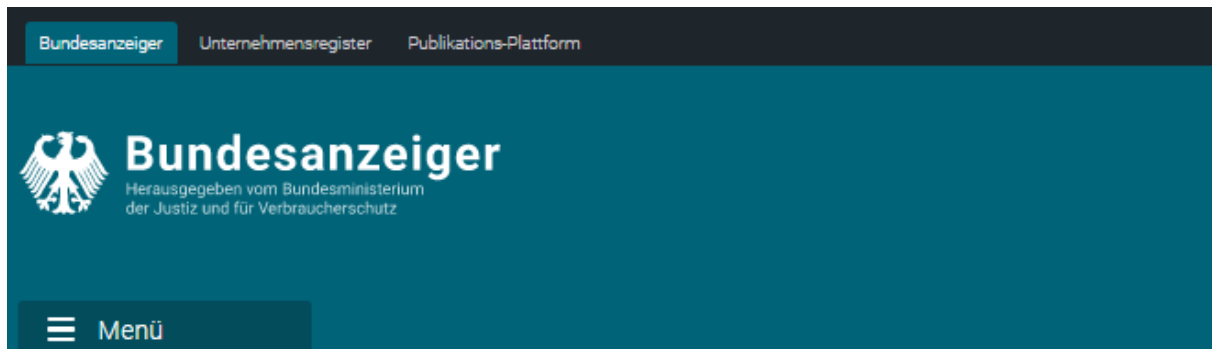 Bundesanzeiger Unternehmensregister Publikations-Plattform
Bundesanzeiger
Herausgegeben vom Bundesministerium
der Justiz und für Verbraucherschutz
Menü